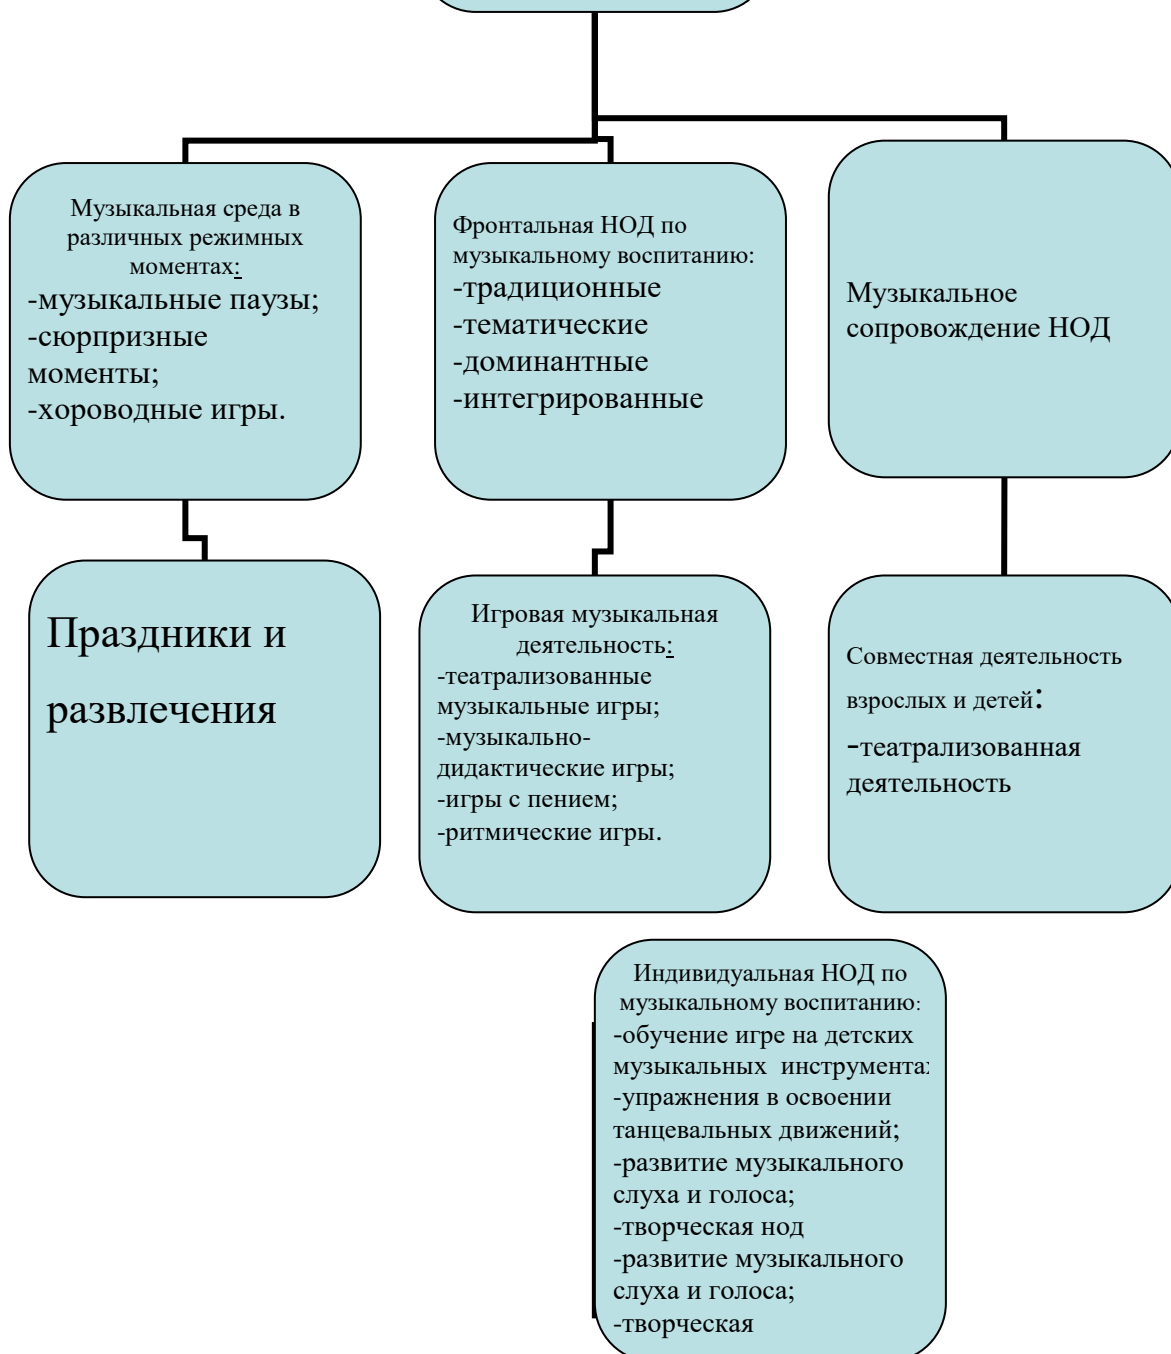 Музыкальная среда в
различных режимных
моментах:
-музыкальные паузы;
-сюрпризные
моменты;
-хороводные игры.
Фронтальная НОД по
музыкальному воспитанию:
-традиционные
-тематические
-доминантные
-интегрированные
Музыкальное
сопровождение НОД
Праздники и
развлечения
Игровая музыкальная
деятельность:
-театрализованные
музыкальные игры;
-музыкально-
дидактические игры;
-игры с пением;
-ритмические игры.
Совместная деятельность
взрослых и детей:
-театрализованная
деятельность
Индивидуальная НОД по
музыкальному воспитанию:
-обучение игре на детских
музыкальных инструмента
-упражнения в освоении
танцевальных движений;
-развитие музыкального
слуха и голоса;
-творческая нод
-развитие музыкального
слуха и голоса;
-творческая